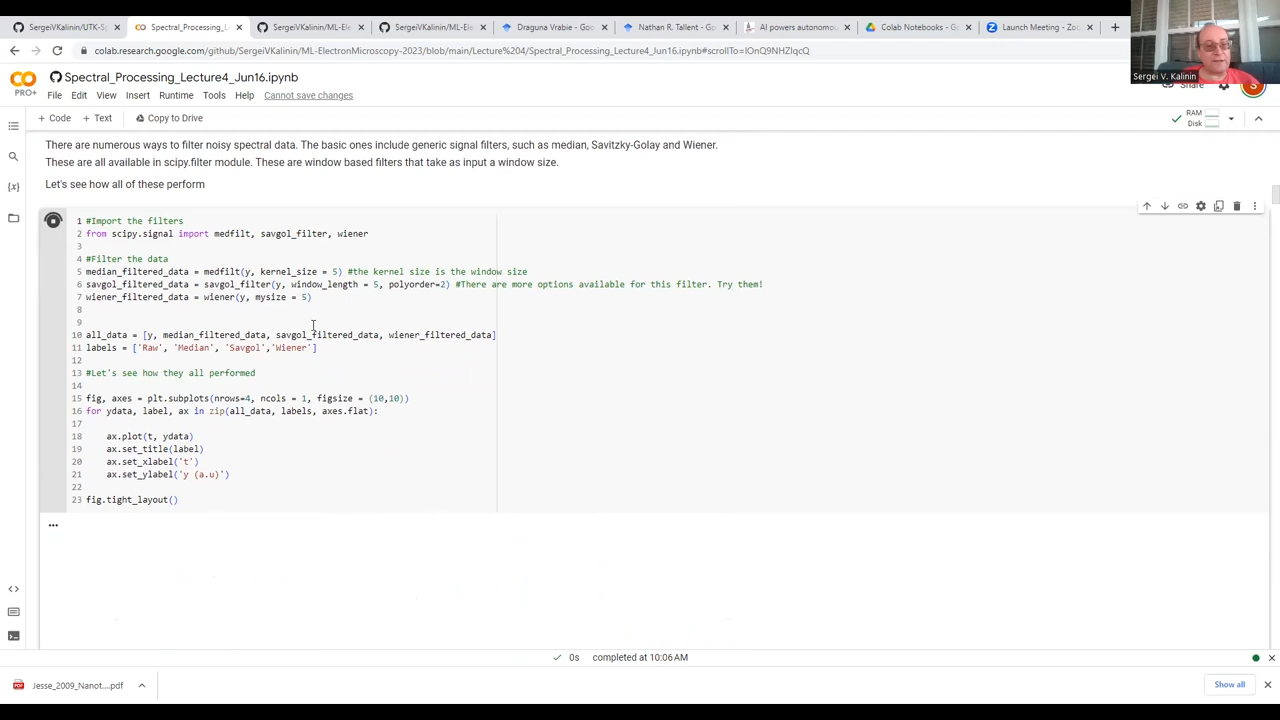 SergeiVKalinin/UTK-Sp
Spectral_Processing_Lectur
SergeiVKalinin/ML-Ele
SergeiVKalinin/ML-Ele
Draguna Vrabie - Goo
Nathan R. Tallent - Goo
AI powers autonomou
Colab Notebooks - Go
Launch Meeting - Zoo
colab.research.google.com/github/SergeiVKalinin/ML-ElectronMicroscopy-2023/blob/main/Lecture%204/Spectral_Processing_Lecture4_Jun16.ipynb#scrollTo=IOnQ9NHZIqcQ
Sergei V. Kalinin
CO
PRO+
Spectral_Processing_Lecture4_Jun16.ipynb
File Edit View Insert Runtime Tools Help Cannot save changes
Share
S
+ Code + Text Copy to Drive
RAM
Disk
There are numerous ways to filter noisy spectral data. The basic ones include generic signal filters, such as median, Savitzky-Golay and Wiener.
These are all available in scipy.filter module. These are window based filters that take as input a window size.
Let's see how all of these perform
1 #Import the filters
2 from scipy.signal import medfilt, savgol_filter, wiener
3
4 #Filter the data
5 median_filtered_data = medfilt(y, kernel_size = 5) #the kernel size is the window size
6 savgol_filtered_data = savgol_filter(y, window_length = 5, polyorder=2) #There are more options available for this filter. Try them!
7 wiener_filtered_data = wiener(y, mysize = 5)
8
9
10 all_data = [y, median_filtered_data, savgol_filtered_data, wiener_filtered_data]
11 labels = ['Raw', 'Median', 'Savgol','Wiener']
12
13 #Let's see how they all performed
14
15 fig, axes = plt.subplots(nrows=4, ncols = 1, figsize = (10,10))
16 for ydata, label, ax in zip(all_data, labels, axes.flat):
17
18 ax.plot(t, ydata)
19 ax.set_title(label)
20 ax.set_xlabel('t')
21 ax.set_ylabel('y (a.u)')
22
23 fig.tight_layout()
0s completed at 10:06 AM
Jesse_2009_Nanot....pdf
Show all